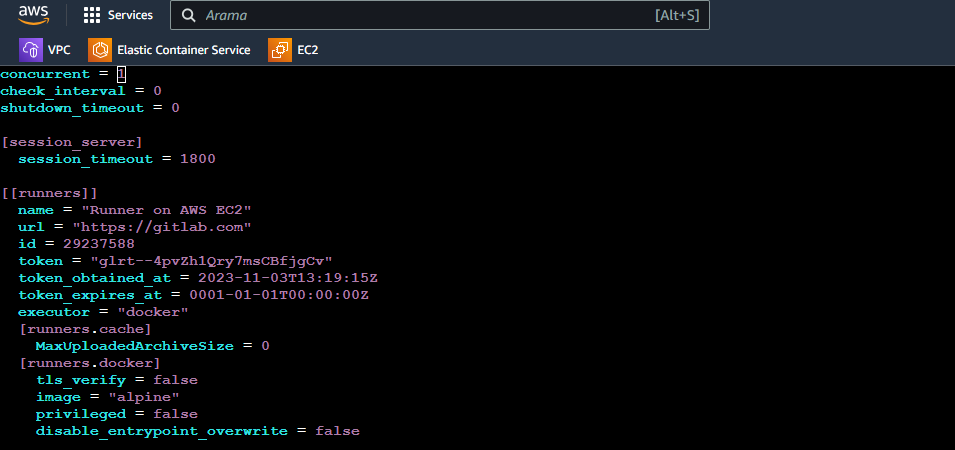 aws Services Arama [Alt+S]
VPC Elastic Container Service EC2
concurrent = 1
check_interval = 0
shutdown_timeout = 0
[session_server]
session_timeout = 1800
[[runners]]
name = "Runner on AWS EC2"
url = "https://gitlab.com"
id = 29237588
token = "glrt--4pvZh1Qry7msCBfjgCv"
token_obtained_at = 2023-11-03T13:19:15Z
token_expires_at = 0001-01-01T00:00:00Z
executor = "docker"
[runners.cache]
MaxUploadedArchiveSize = 0
[runners.docker]
tls_verify = false
image = "alpine"
privileged = false
disable_entrypoint_overwrite = false